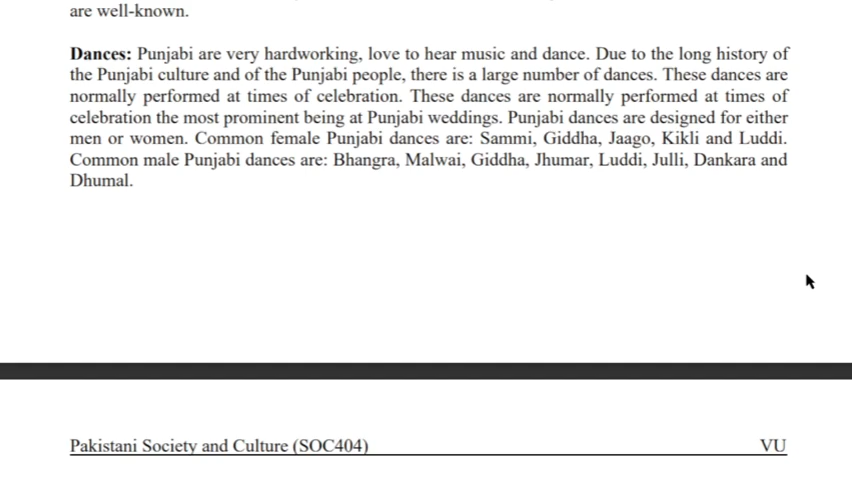 are well-known.
Dances: Punjabi are very hardworking, love to hear music and dance. Due to the long history of
the Punjabi culture and of the Punjabi people, there is a large number of dances. These dances are
normally performed at times of celebration. These dances are normally performed at times of
celebration the most prominent being at Punjabi weddings. Punjabi dances are designed for either
men or women. Common female Punjabi dances are: Sammi, Giddha, Jaago, Kikli and Luddi.
Common male Punjabi dances are: Bhangra, Malwai, Giddha, Jhumar, Luddi, Julli, Dankara and
Dhumal.
Pakistani Society and Culture (SOC404) VU